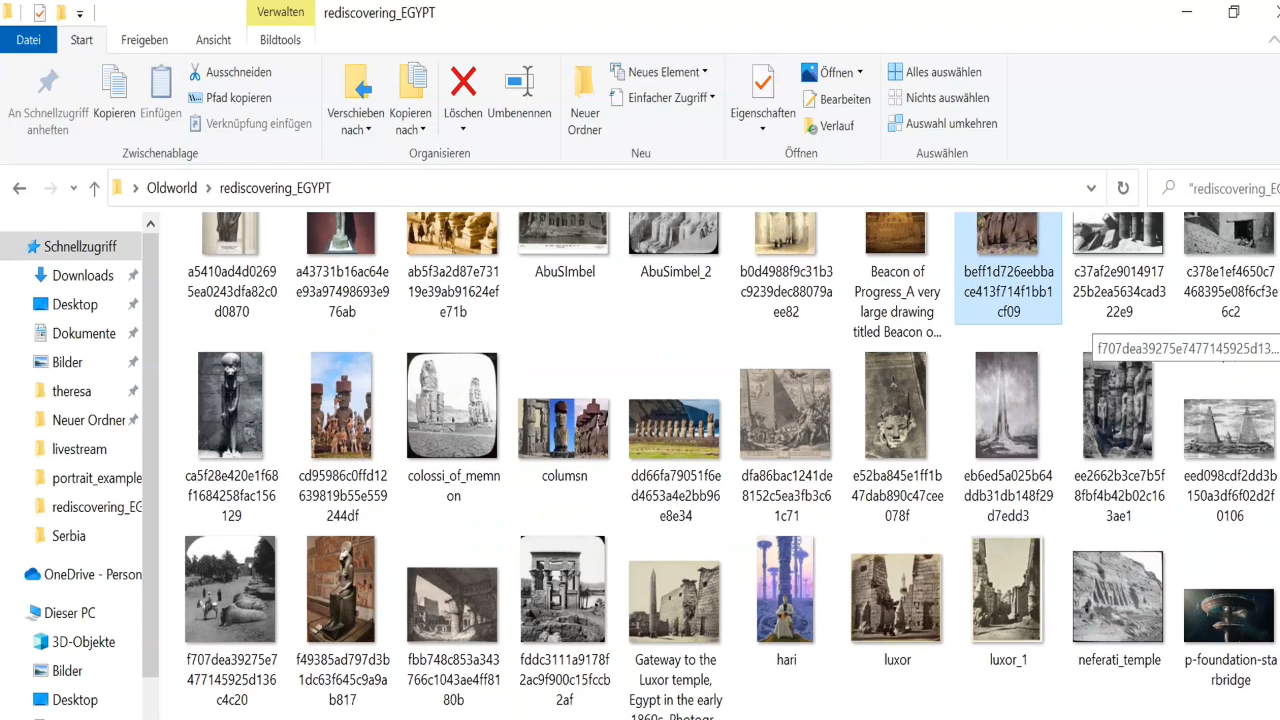 Verwalten
rediscovering_EGYPT
Datei
Start
Freigeben
Ansicht
Bildtools
An Schnellzugriff
anheften
Kopieren
Einfügen
Ausschneiden
Pfad kopieren
Verknüpfung einfügen
Zwischenablage
Verschieben
nach
Kopieren
nach
Löschen
Umbenennen
Organisieren
Neuer
Ordner
Neues Element
Einfacher Zugriff
Neu
Eigenschaften
Öffnen
Bearbeiten
Verlauf
Öffnen
Alles auswählen
Nichts auswählen
Auswahl umkehren
Auswählen
Oldworld
rediscovering_EGYPT
"rediscovering_EG
Schnellzugriff
Downloads
Desktop
Dokumente
Bilder
theresa
Neuer Ordner
livestream
portrait_example
rediscovering_EG
Serbia
OneDrive - Person
Dieser PC
3D-Objekte
Bilder
Desktop
a5410ad4d0269
5ea0243dfa82c0
d0870
a43731b16ac64e
e93a97498693e9
76ab
ab5f3a2d87e731
19e39ab91624ef
e71b
AbuSImbel
AbuSimbel_2
b0d4988f9c31b3
c9239dec88079a
ee82
Beacon of
Progress_A very
large drawing
titled Beacon o...
beff1d726eebba
ce413f714f1bb1
cf09
c37af2e9014917
25b2ea5634cad3
22e9
c378e1ef4650c7
468395e08f6cf3e
6c2
f707dea39275e7477145925d13...
ca5f28e420e1f68
f1684258fac156
129
cd95986c0ffd12
639819b55e559
244df
colossi_of_memn
on
columsn
dd66fa79051f6e
d4653a4e2bb96
e8e34
dfa86bac1241de
8152c5ea3fb3c6
1c71
e52ba845e1ff1b
47dab890c47cee
078f
eb6ed5a025b64
ddb31db148f29
d7edd3
ee2662b3ce7b5f
8fbf4b42b02c16
3ae1
eed098cdf2dd3b
150a3df6f02d2f
0106
f707dea39275e7
477145925d136
c4c20
f49385ad797d3b
1dc63f645c9a9a
b817
fbb748c853a343
766c1043ae4ff81
80b
fddc3111a9178f
2ac9f900c15fccb
2af
Gateway to the
Luxor temple,
Egypt in the early
1860s. Photogr...
hari
luxor
luxor_1
neferati_temple
p-foundation-sta
rbridge